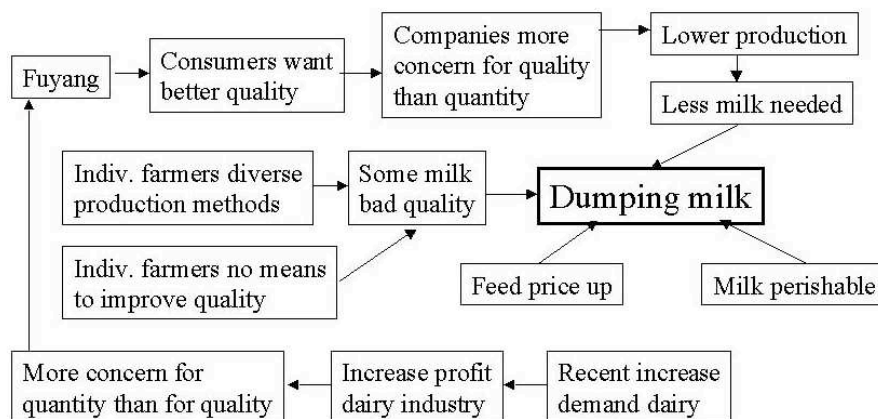 Fuyang
Consumers want
better quality
Companies more
concern for quality
than quantity
Lower production
Less milk needed
Indiv. farmers diverse
production methods
Some milk
bad quality
Dumping milk
Indiv. farmers no means
to improve quality
Feed price up
Milk perishable
More concern for
quantity than for quality
Increase profit
dairy industry
Recent increase
demand dairy